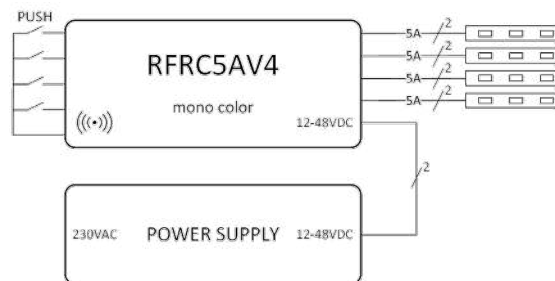 PUSH
RFRC5AV4
mono color
12-48VDC
5A 2
5A 2
5A 2
5A 2
2
230VAC POWER SUPPLY 12-48VDC